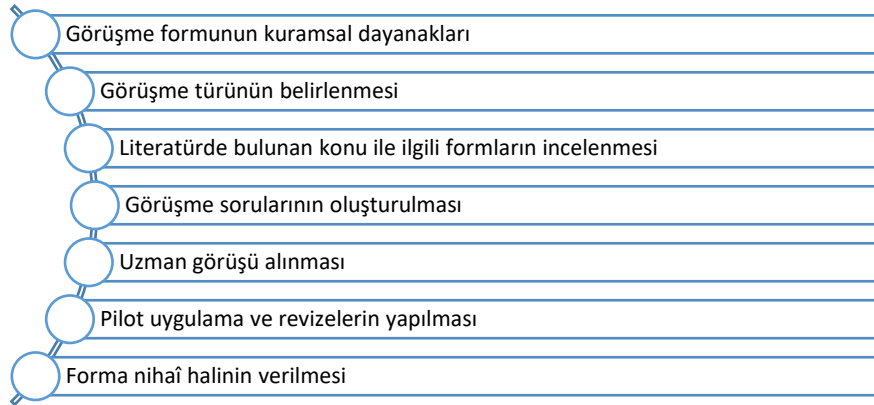 Görüşme formunun kuramsal dayanakları
Görüşme türünün belirlenmesi
Literatürde bulunan konu ile ilgili formların incelenmesi
Görüşme sorularının oluşturulması
Uzman görüşü alınması
Pilot uygulama ve revizelerin yapılması
Forma nihaî halinin verilmesi